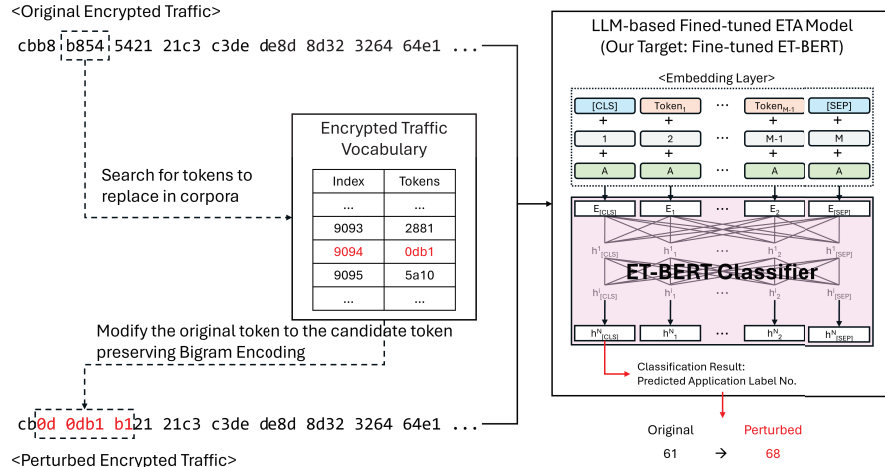 <Original Encrypted Traffic>
cbb8 b854 5421 21c3 c3de de8d 8d32 3264 64e1 ...
Search for tokens to
replace in corpora
Encrypted Traffic
Vocabulary
Index Tokens
... ...
9093 2881
9094 0db1
9095 5a10
... ...
Modify the original token to the candidate token
preserving Bigram Encoding
cb0d 0db1 b121 21c3 c3de de8d 8d32 3264 64e1 ...
<Perturbed Encrypted Traffic>
LLM-based Fined-tuned ETA Model
(Our Target: Fine-tuned ET-BERT)
<Embedding Layer>
[CLS] Token1 ... TokenM-1 [SEP]
+ + + +
1 2 ... M-1 M
+ + + +
A A ... A A
E[CLS] E1 ... E2 E[SEP]
h1[CLS] h11 ... h12 h1[SEP]
ET-BERT Classifier
hi[CLS] hi1 ... hi2 hi[SEP]
hN[CLS] hN1 ... hN2 hN[SEP]
Classification Result:
Predicted Application Label No.
Original Perturbed
61 → 68